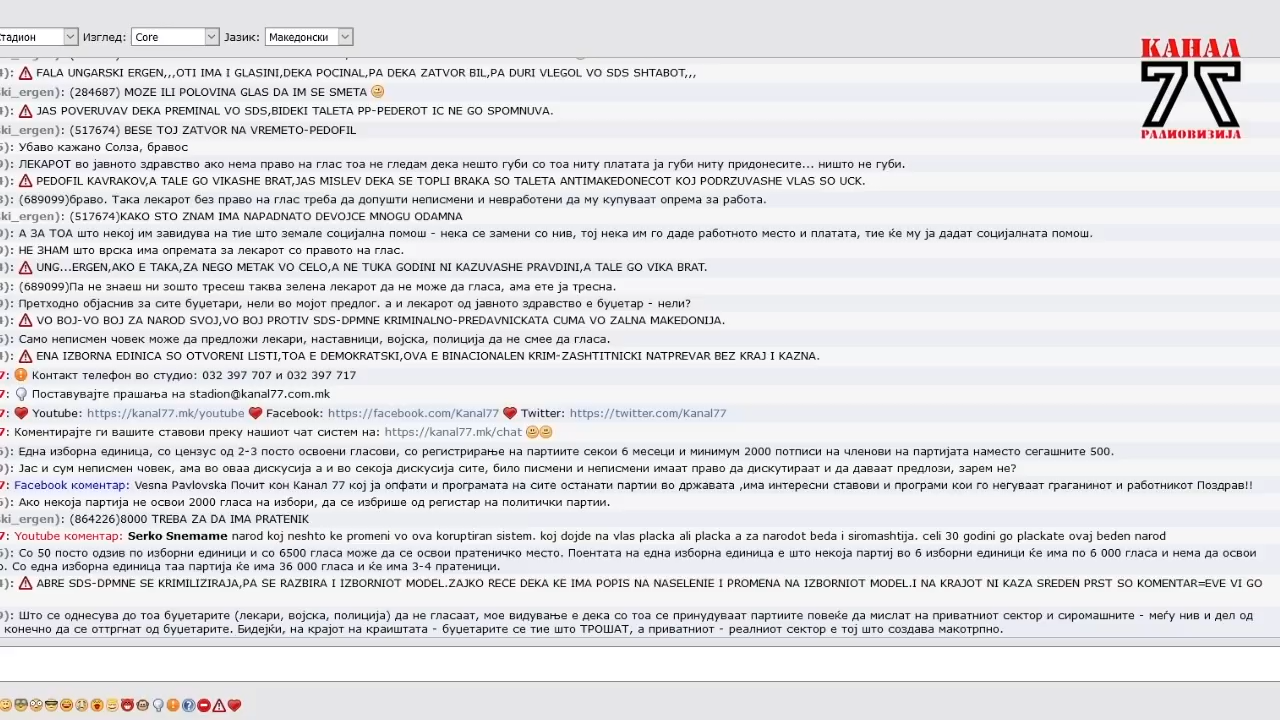 Стадион Изглед: Core Јазик: Македонски
КАНАЛ
77
РАДИОВИЗИЈА
): FALA UNGARSKI ERGEN,,,OTI IMA I GLASINI,DEKA POCINAL,PA DEKA ZATVOR BIL,PA DURI VLEGOL VO SDS SHTABOT,,,
ski_ergen): (284687) MOZE ILI POLOVINA GLAS DA IM SE SMETA
): JAS POVERUVAV DEKA PREMINAL VO SDS,BIDEKI TALETA PP-PEDEROT IC NE GO SPOMNUVA.
ski_ergen): (517674) BESE TOJ ZATVOR NA VREMETO-PEDOFIL
): Убаво кажано Солза, бравос
): ЛЕКАРОТ во јавното здравство ако нема право на глас тоа не гледам дека нешто губи со тоа ниту платата ја губи ниту придонесите... ништо не губи.
): PEDOFIL KAVRAKOV,A TALE GO VIKASHE BRAT,JAS MISLEV DEKA SE TOPLI BRAKA SO TALETA ANTIMAKEDONECOT KOJ PODRZUVASHE VLAS SO UCK.
): (689099)браво. Така лекарот без право на глас треба да допушти неписмени и невработени да му купуваат опрема за работа.
ski_ergen): (517674)KAKO STO ZNAM IMA NAPADNATO DEVOJCE MNOGU ODAMNA
): А ЗА ТОА што некој им завидува на тие што земале социјална помош - нека се замени со нив, тој нека им го даде работното место и платата, тие ќе му ја дадат социјалната помош.
): НЕ ЗНАМ што врска има опремата за лекарот со правото на глас.
): UNG...ERGEN,AKO E TAKA,ZA NEGO METAK VO CELO,A NE TUKA GODINI NI KAZUVASHE PRAVDINI,A TALE GO VIKA BRAT.
): (689099)Па не знаеш ни зошто тресеш таква зелена лекарот да не може да гласа, ама ете ја тресна.
): Претходно објаснив за сите буџетари, нели во мојот предлог. а и лекарот од јавното здравство е буџетар - нели?
): VO BOJ-VO BOJ ZA NAROD SVOJ,VO BOJ PROTIV SDS-DPMNE KRIMINALNO-PREDAVNICKATA CUMA VO ZALNA MAKEDONIJA.
): Само неписмен човек може да предложи лекари, наставници, војска, полиција да не смее да гласа.
): ENA IZBORNA EDINICA SO OTVORENI LISTI,TOA E DEMOKRATSKI,OVA E BINACIONALEN KRIM-ZASHTITNICKI NATPREVAR BEZ KRAJ I KAZNA.
7: Контакт телефон во студио: 032 397 707 и 032 397 717
7: Поставувајте прашања на stadion@kanal77.com.mk
7: Youtube: https://kanal77.mk/youtube Facebook: https://facebook.com/Kanal77 Twitter: https://twitter.com/Kanal77
7: Коментирајте ги вашите ставови преку нашиот чат систем на: https://kanal77.mk/chat
): Една изборна единица, со цензус од 2-3 посто освоени гласови, со регистрирање на партиите секои 6 месеци и минимум 2000 потписи на членови на партијата наместо сегашните 500.
): Јас и сум неписмен човек, ама во оваа дискусија а и во секоја дискусија сите, било писмени и неписмени имаат право да дискутираат и да даваат предлози, зарем не?
7: Facebook коментар: Vesna Pavlovska Почит кон Канал 77 кој ја опфати и програмата на сите останати партии во државата ,има интересни ставови и програми кои го негуваат граганинот и работникот Поздрав!!
): Ако некоја партија не освои 2000 гласа на избори, да се избрише од регистар на политички партии.
ski_ergen): (864226)8000 TREBA ZA DA IMA PRATENIK
7: Youtube коментар: Serko Snemame narod koj neshto ke promeni vo ova koruptiran sistem. koj dojde na vlas placka ali placka a za narodot beda i siromashtija. celi 30 godini go plackate ovaj beden narod
): Со 50 посто одзив по изборни единици и со 6500 гласа може да се освои пратеничко место. Поентата на една изборна единица е што некоја партиј во 6 изборни единици ќе има по 6 000 гласа и нема да освои
о. Со една изборна единица таа партија ќе има 36 000 гласа и ќе има 3-4 пратеници.
): ABRE SDS-DPMNE SE KRIMILIZIRAJA,PA SE RAZBIRA I IZBORNIOT MODEL.ZAJKO RECE DEKA KE IMA POPIS NA NASELENIE I PROMENA NA IZBORNIOT MODEL.I NA KRAJOT NI KAZA SREDEN PRST SO KOMENTAR=EVE VI GO
): Што се однесува до тоа буџетарите (лекари, војска, полиција) да не гласаат, мое видување е дека со тоа се принудуваат партиите повеќе да мислат на приватниот сектор и сиромашните - меѓу нив и дел од
конечно да се оттргнат од буџетарите. Бидејќи, на крајот на краиштата - буџетарите се тие што ТРОШАТ, а приватниот - реалниот сектор е тој што создава макотрпно.